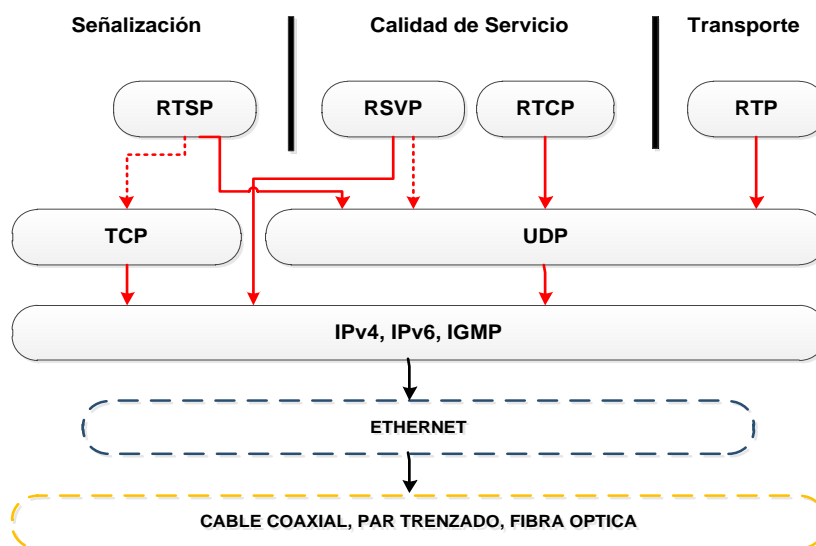 Señalización
Calidad de Servicio
Transporte
RTSP
RSVP
RTCP
RTP
TCP
UDP
IPv4, IPv6, IGMP
ETHERNET
CABLE COAXIAL, PAR TRENZADO, FIBRA OPTICA